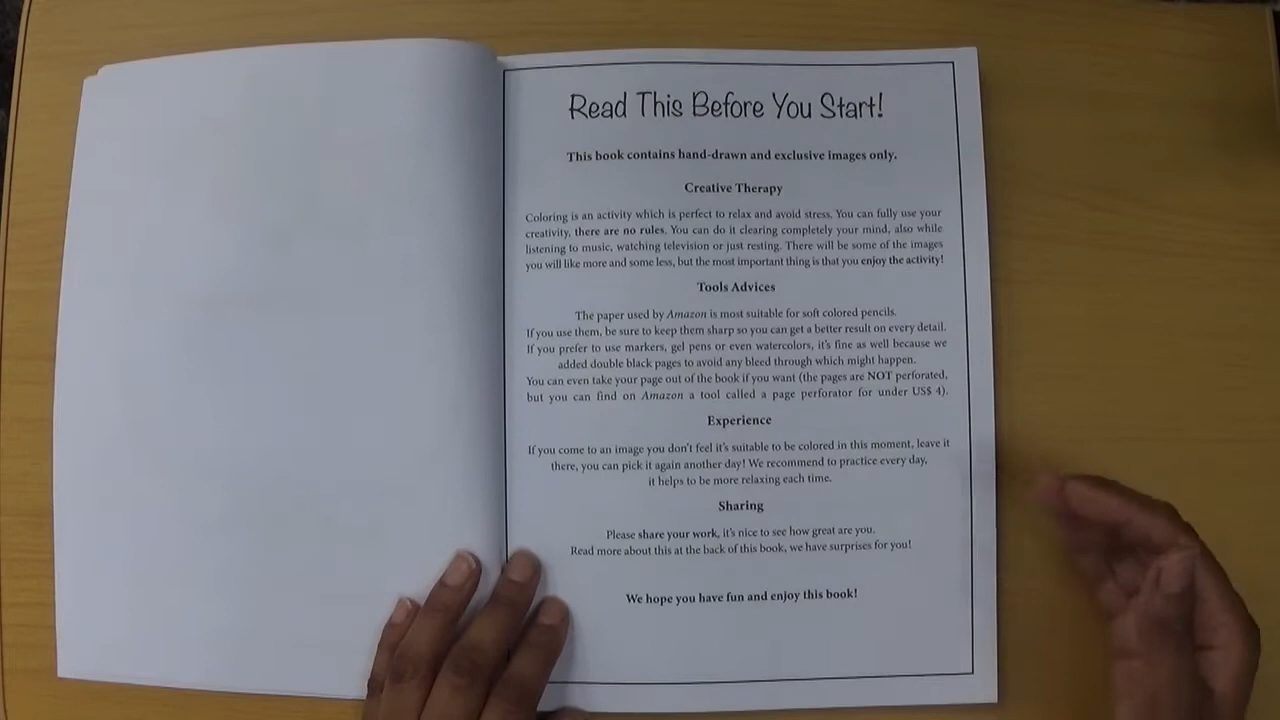 Read This Before You Start!
This book contains hand-drawn and exclusive images only.
Creative Therapy
Coloring is an activity which is perfect to relax and avoid stress. You can fully use your
creativity, there are no rules. You can do it clearing completely your mind, also while
listening to music, watching television or just resting. There will be some of the images
you will like more and some less, but the most important thing is that you enjoy the activity!
Tools Advices
The paper used by Amazon is most suitable for soft colored pencils.
If you use them, be sure to keep them sharp so you can get a better result on every detail.
If you prefer to use markers, gel pens or even watercolors, it's fine as well because we
added double black pages to avoid any bleed through which might happen.
You can even take your page out of the book if you want (the pages are NOT perforated,
but you can find on Amazon a tool called a page perforator for under US$ 4).
Experience
If you come to an image you don't feel it's suitable to be colored in this moment, leave it
there, you can pick it again another day! We recommend to practice every day,
it helps to be more relaxing each time.
Sharing
Please share your work, it's nice to see how great are you.
Read more about this at the back of this book, we have surprises for you!
We hope you have fun and enjoy this book!